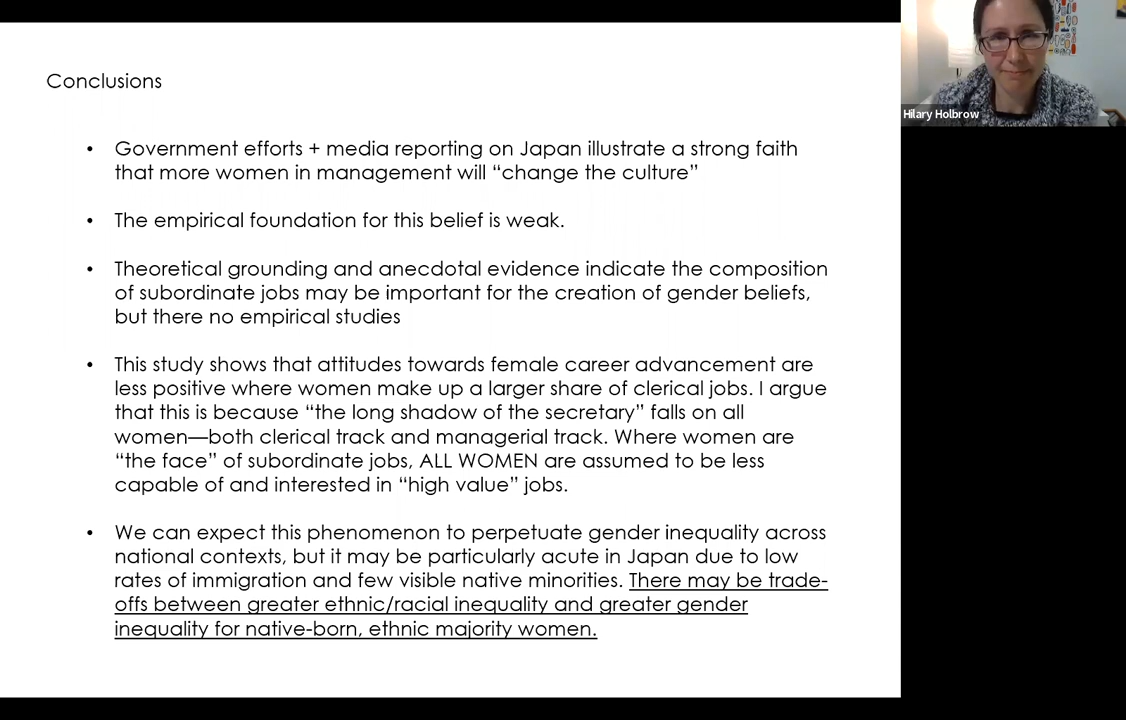 Conclusions
• Government efforts + media reporting on Japan illustrate a strong faith
that more women in management will “change the culture”
• The empirical foundation for this belief is weak.
• Theoretical grounding and anecdotal evidence indicate the composition
of subordinate jobs may be important for the creation of gender beliefs,
but there no empirical studies
• This study shows that attitudes towards female career advancement are
less positive where women make up a larger share of clerical jobs. I argue
that this is because “the long shadow of the secretary” falls on all
women—both clerical track and managerial track. Where women are
“the face” of subordinate jobs, ALL WOMEN are assumed to be less
capable of and interested in “high value” jobs.
• We can expect this phenomenon to perpetuate gender inequality across
national contexts, but it may be particularly acute in Japan due to low
rates of immigration and few visible native minorities. There may be trade-
offs between greater ethnic/racial inequality and greater gender
inequality for native-born, ethnic majority women.
Hilary Holbrow